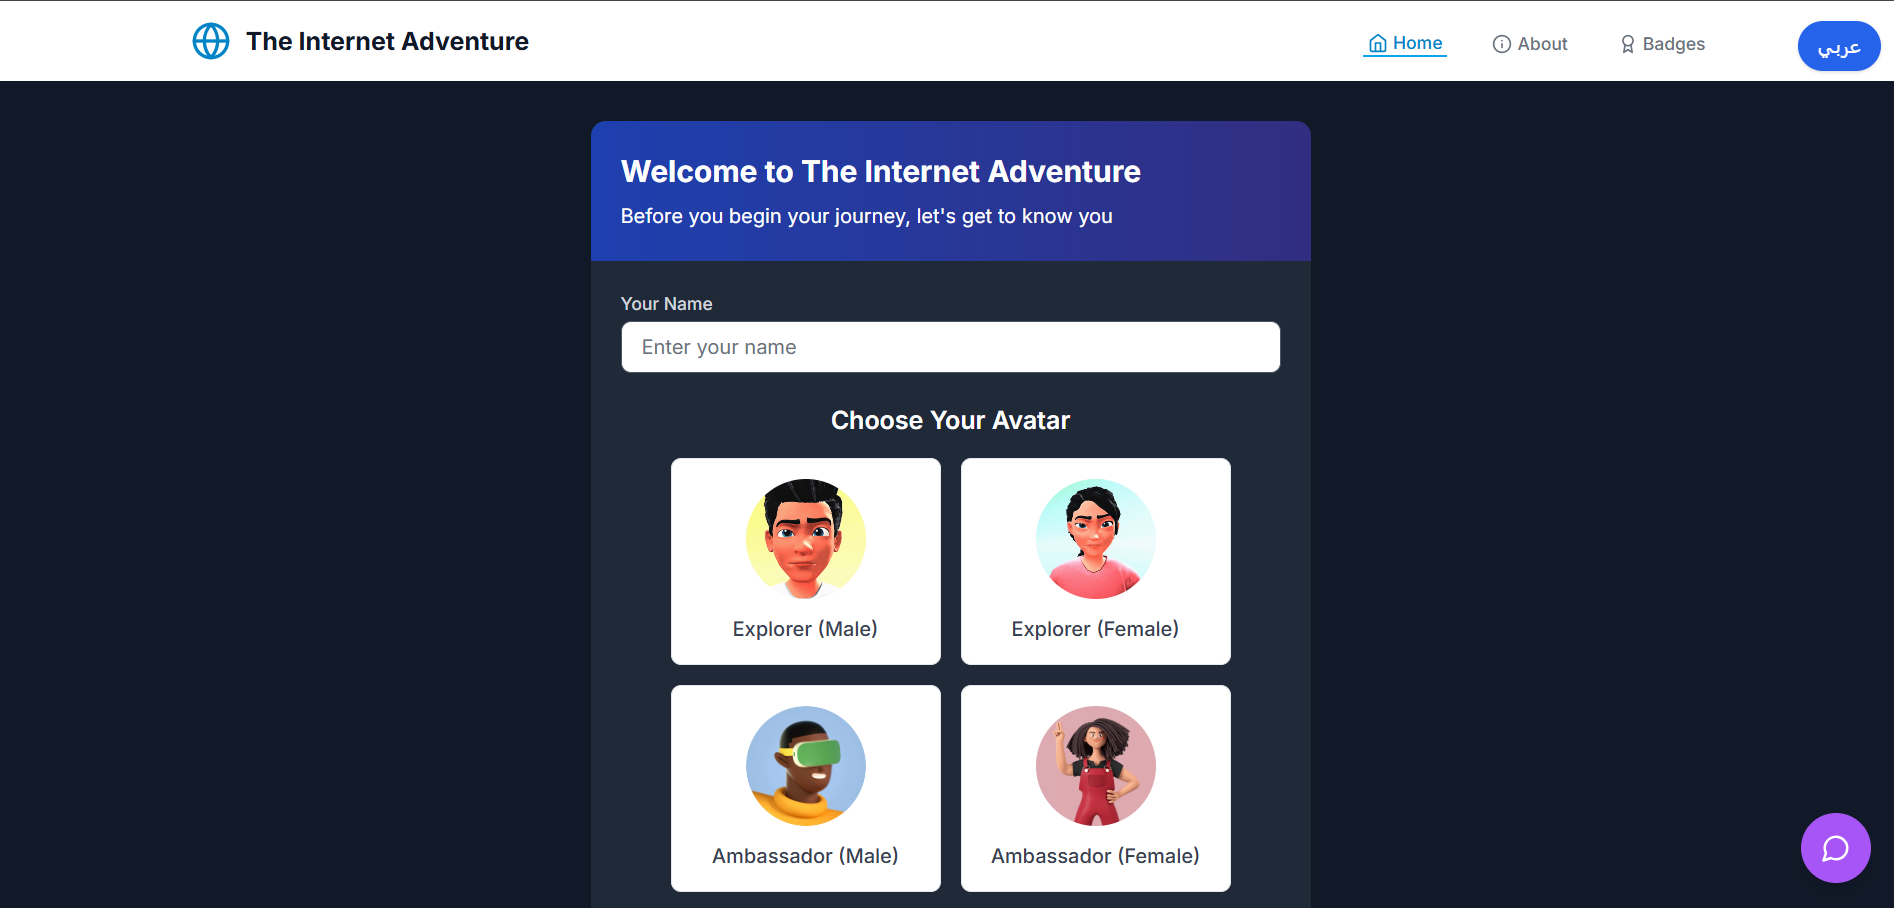 The Internet Adventure
Home
About
Badges
عربي
Welcome to The Internet Adventure
Before you begin your journey, let's get to know you
Your Name
Enter your name
Choose Your Avatar
Explorer (Male)
Explorer (Female)
Ambassador (Male)
Ambassador (Female)